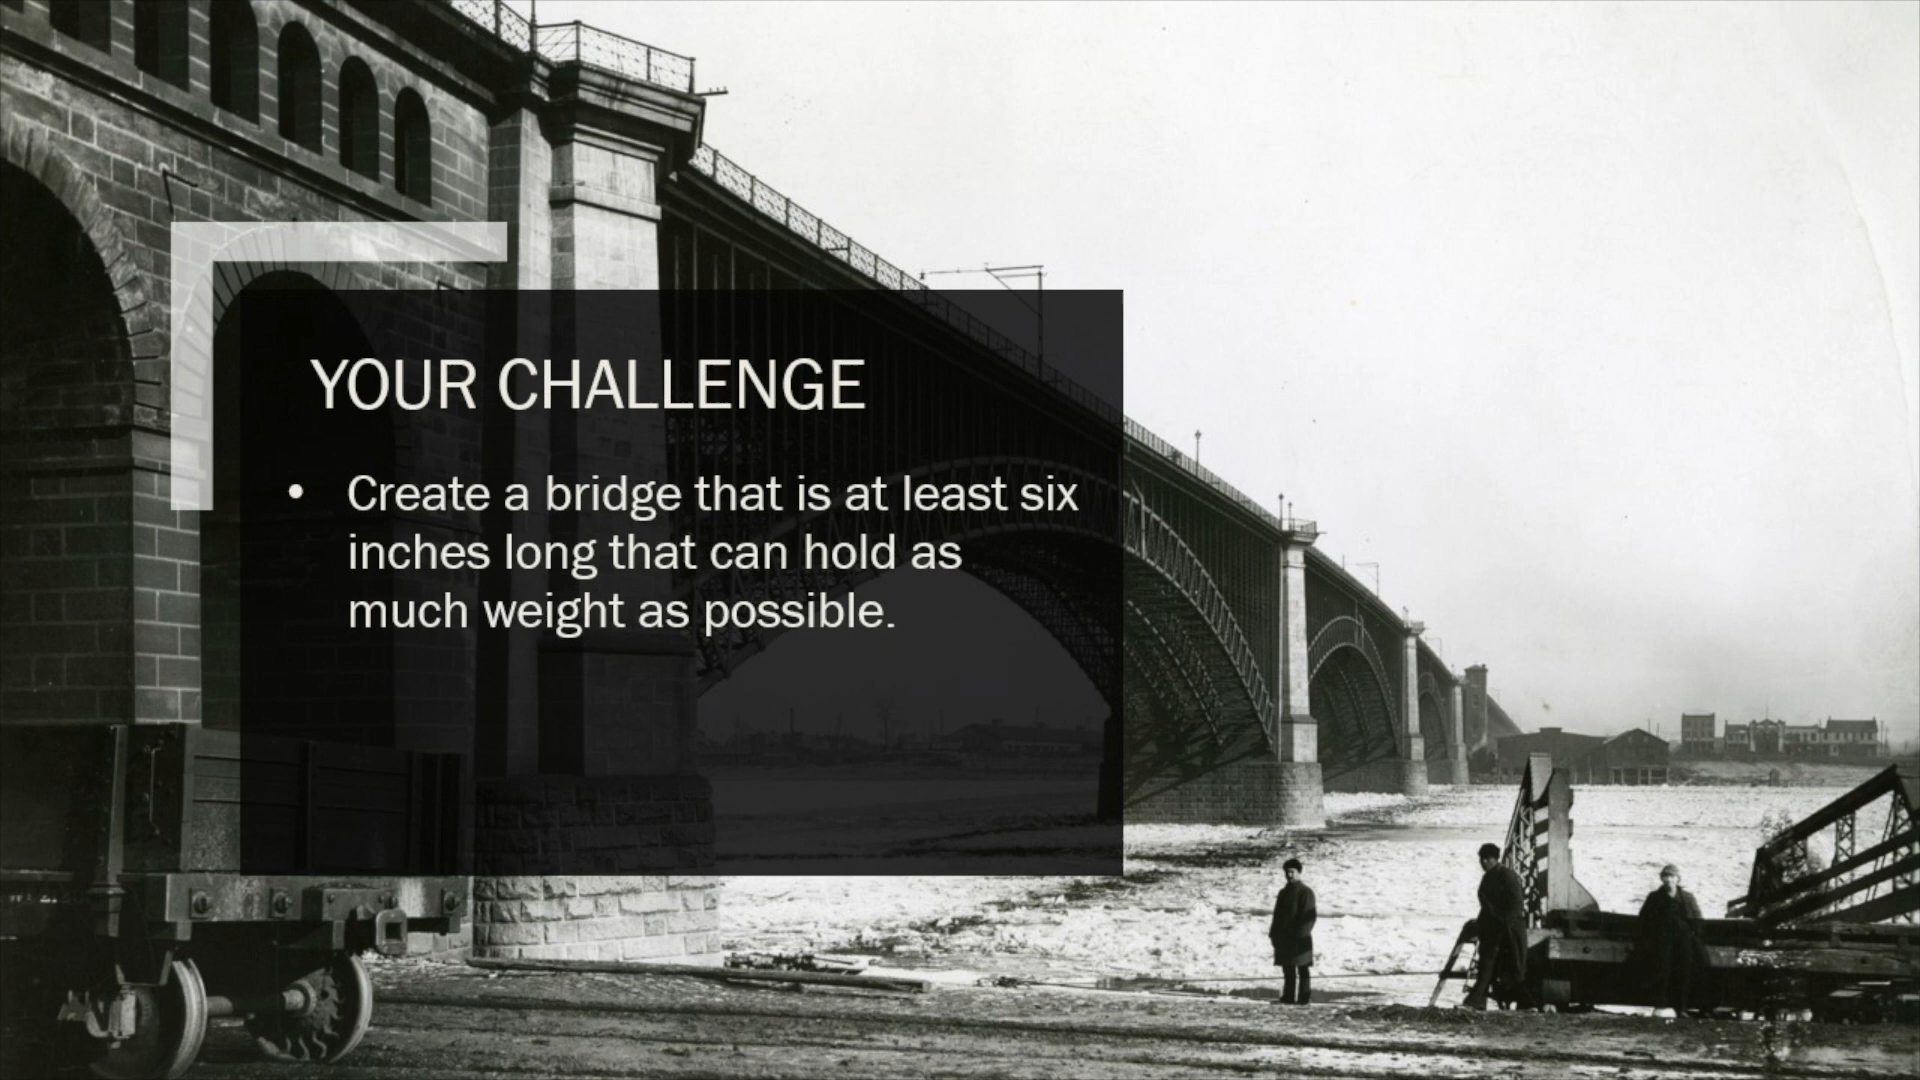 YOUR CHALLENGE
• Create a bridge that is at least six
inches long that can hold as
much weight as possible.